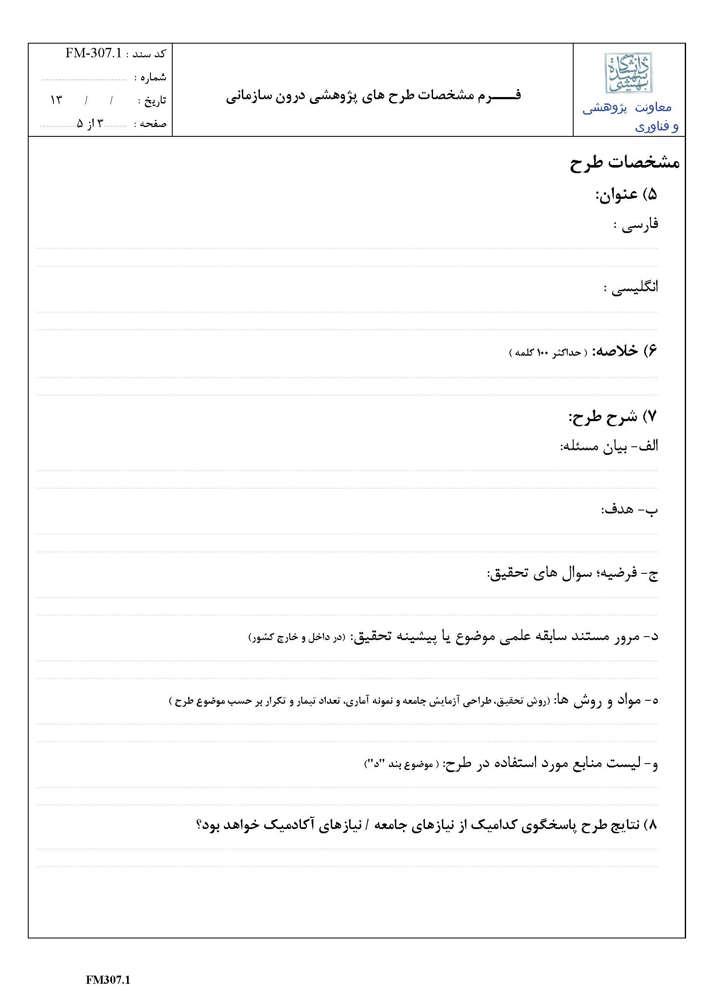 دانشگاه
شهید
بهشتی
معاونت پژوهشی
و فناوری
فـــــرم مشخصات طرح های پژوهشی درون سازمانی
کد سند : FM-307.1
شماره : ..................................
تاریخ : / / ۱۳
صفحه : .........۳ از ۵...............
مشخصات طرح
۵) عنوان:
فارسی :
انگلیسی :
۶) خلاصه: ( حداکثر ۱۰۰ کلمه )
۷) شرح طرح:
الف- بیان مسئله:
ب- هدف:
ج- فرضیه؛ سوال های تحقیق:
د- مرور مستند سابقه علمی موضوع یا پیشینه تحقیق: (در داخل و خارج کشور)
ه- مواد و روش ها: (روش تحقیق، طراحی آزمایش جامعه و نمونه آماری، تعداد تیمار و تکرار بر حسب موضوع طرح )
و- لیست منابع مورد استفاده در طرح: ( موضوع بند "د")
۸) نتایج طرح پاسخگوی کدامیک از نیازهای جامعه / نیازهای آکادمیک خواهد بود؟
FM307.1